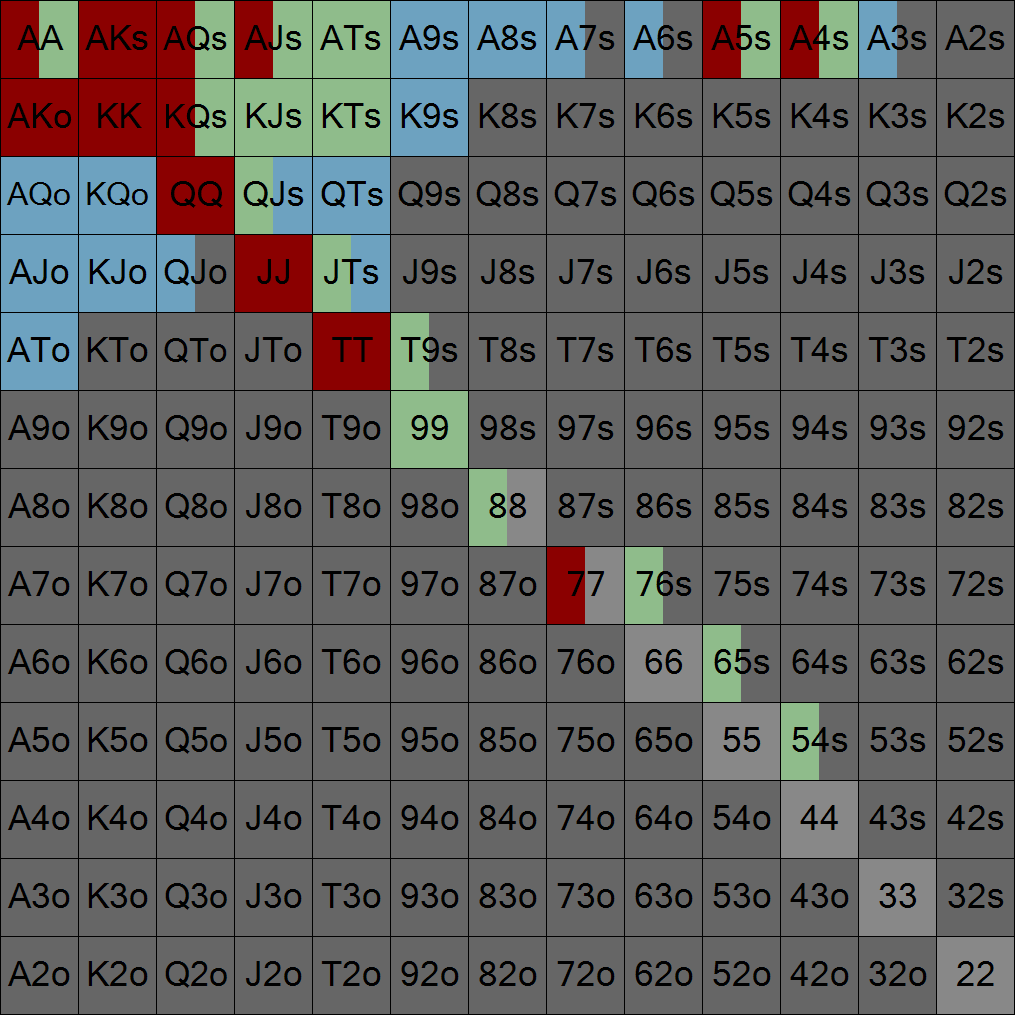 AA AKs AQs AJs ATs A9s A8s A7s A6s A5s A4s A3s A2s
AKo KK KQs KJs KTs K9s K8s K7s K6s K5s K4s K3s K2s
AQo KQo QQ QJs QTs Q9s Q8s Q7s Q6s Q5s Q4s Q3s Q2s
AJo KJo QJo JJ JTs J9s J8s J7s J6s J5s J4s J3s J2s
ATo KTo QTo JTo TT T9s T8s T7s T6s T5s T4s T3s T2s
A9o K9o Q9o J9o T9o 99 98s 97s 96s 95s 94s 93s 92s
A8o K8o Q8o J8o T8o 98o 88 87s 86s 85s 84s 83s 82s
A7o K7o Q7o J7o T7o 97o 87o 77 76s 75s 74s 73s 72s
A6o K6o Q6o J6o T6o 96o 86o 76o 66 65s 64s 63s 62s
A5o K5o Q5o J5o T5o 95o 85o 75o 65o 55 54s 53s 52s
A4o K4o Q4o J4o T4o 94o 84o 74o 64o 54o 44 43s 42s
A3o K3o Q3o J3o T3o 93o 83o 73o 63o 53o 43o 33 32s
A2o K2o Q2o J2o T2o 92o 82o 72o 62o 52o 42o 32o 22